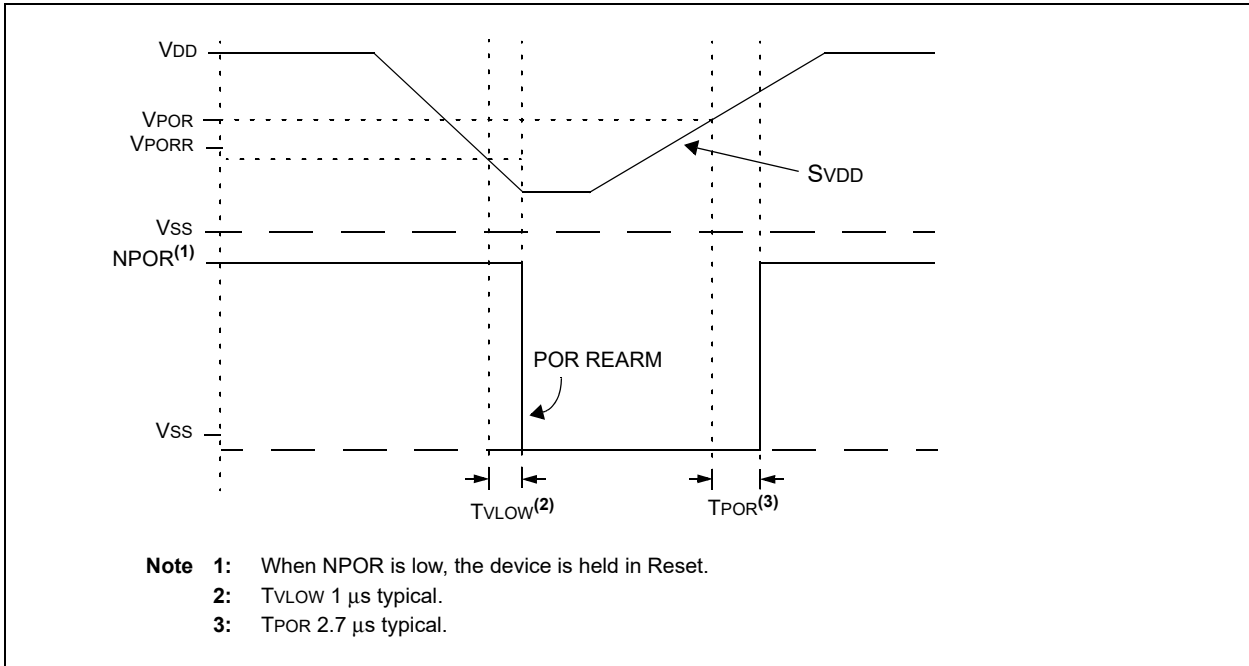 VDD
VPOR
VPORR
SVDD
VSS
NPOR(1)
POR REARM
VSS
TVLOW(2)
TPOR(3)
Note 1: When NPOR is low, the device is held in Reset.
2: TVLOW 1 μs typical.
3: TPOR 2.7 μs typical.